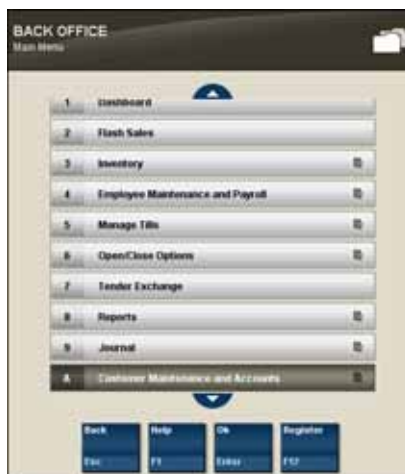 BACK OFFICE
Main Menu
1 Dashboard
2 Flash Sales
3 Inventory
4 Employee Maintenance and Payroll
5 Manage Tills
6 Open/Close Options
7 Tender Exchange
8 Reports
9 Journal
A Customer Maintenance and Accounts
Back Help Ok Register
Esc F1 Enter F12